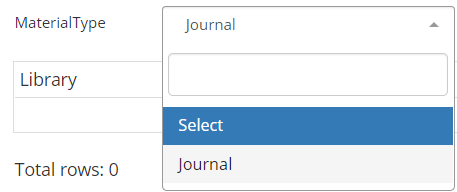 MaterialType
Journal
Library
Select
Journal
Total rows: 0